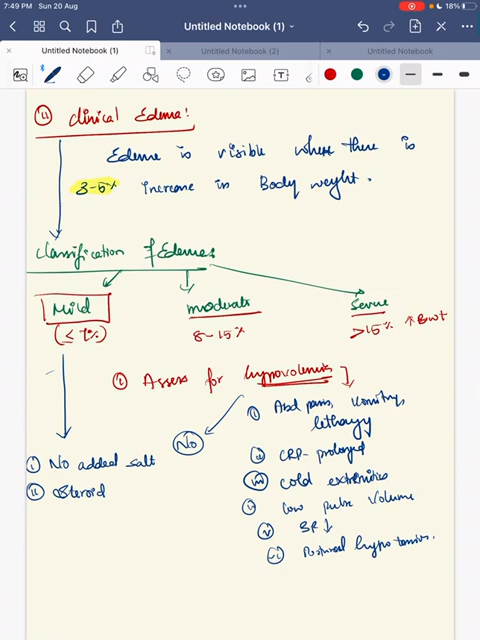 7:49 PM Sun 20 Aug
18%
Untitled Notebook (1)
Untitled Notebook (1)
Untitled Notebook (2)
Untitled Notebook
ii Clinical Edema:
Edema is visible where there is
3-5% increase in Body weight.
Classification of Edema:
Mild
moderate
Severe
(≤ 7%)
8-15%
>15% ↑ Bwt
i Assess for hypovolemia
No
i Abd pain, vomiting,
lethargy
ii CRP- prolonged
iii cold extremities
iv low pulse volume
v BP ↓
vi Postural hypotension.
i No added salt
ii Steroid